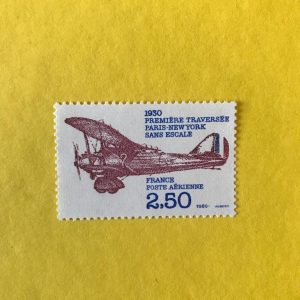 1930
PREMIÈRE TRAVERSÉE
PARIS-NEW YORK
SANS ESCALE
FRANCE
POSTE AÉRIENNE
2,50
1980